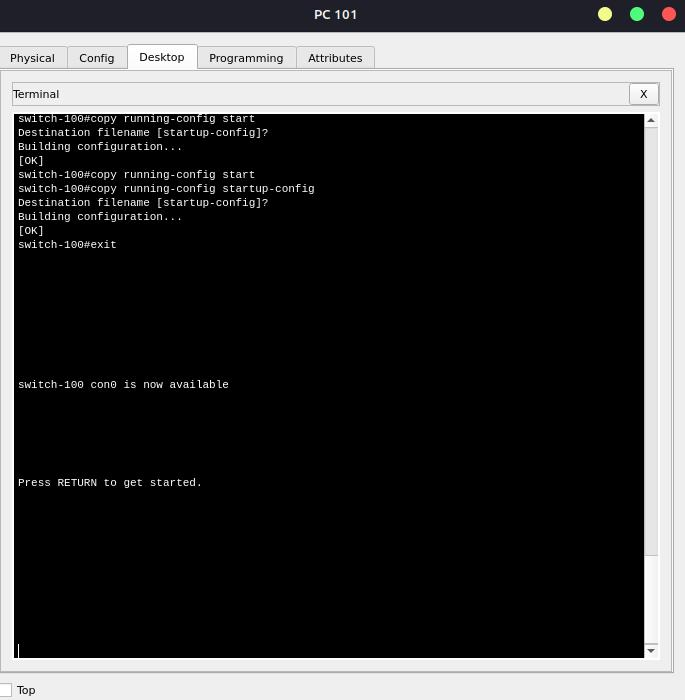 PC 101
Physical Config Desktop Programming Attributes
Terminal X
switch-100#copy running-config start
Destination filename [startup-config]?
Building configuration...
[OK]
switch-100#copy running-config start
switch-100#copy running-config startup-config
Destination filename [startup-config]?
Building configuration...
[OK]
switch-100#exit
switch-100 con0 is now available
Press RETURN to get started.
Top